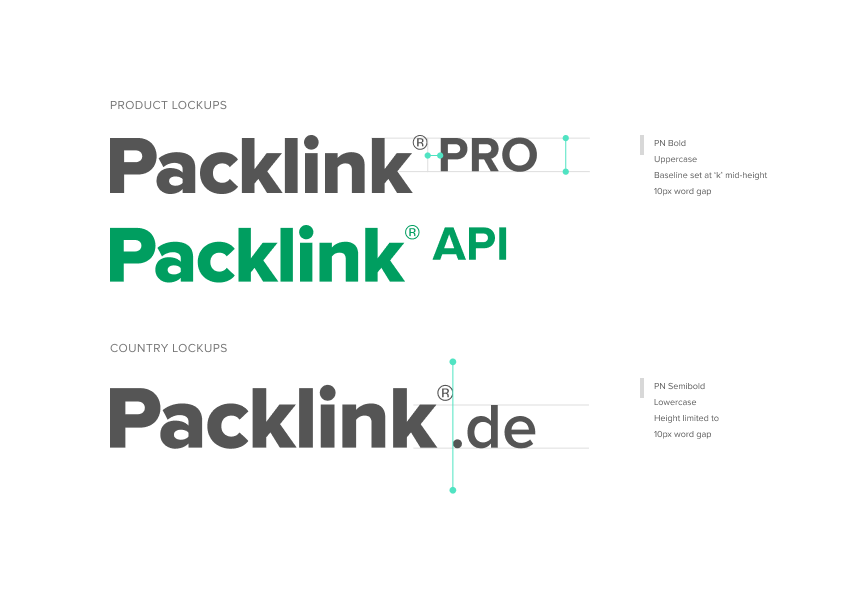 PRODUCT LOCKUPS
Packlink® PRO
PN Bold
Uppercase
Baseline set at 'k' mid-height
10px word gap
Packlink® API
COUNTRY LOCKUPS
Packlink®.de
PN Semibold
Lowercase
Height limited to
10px word gap